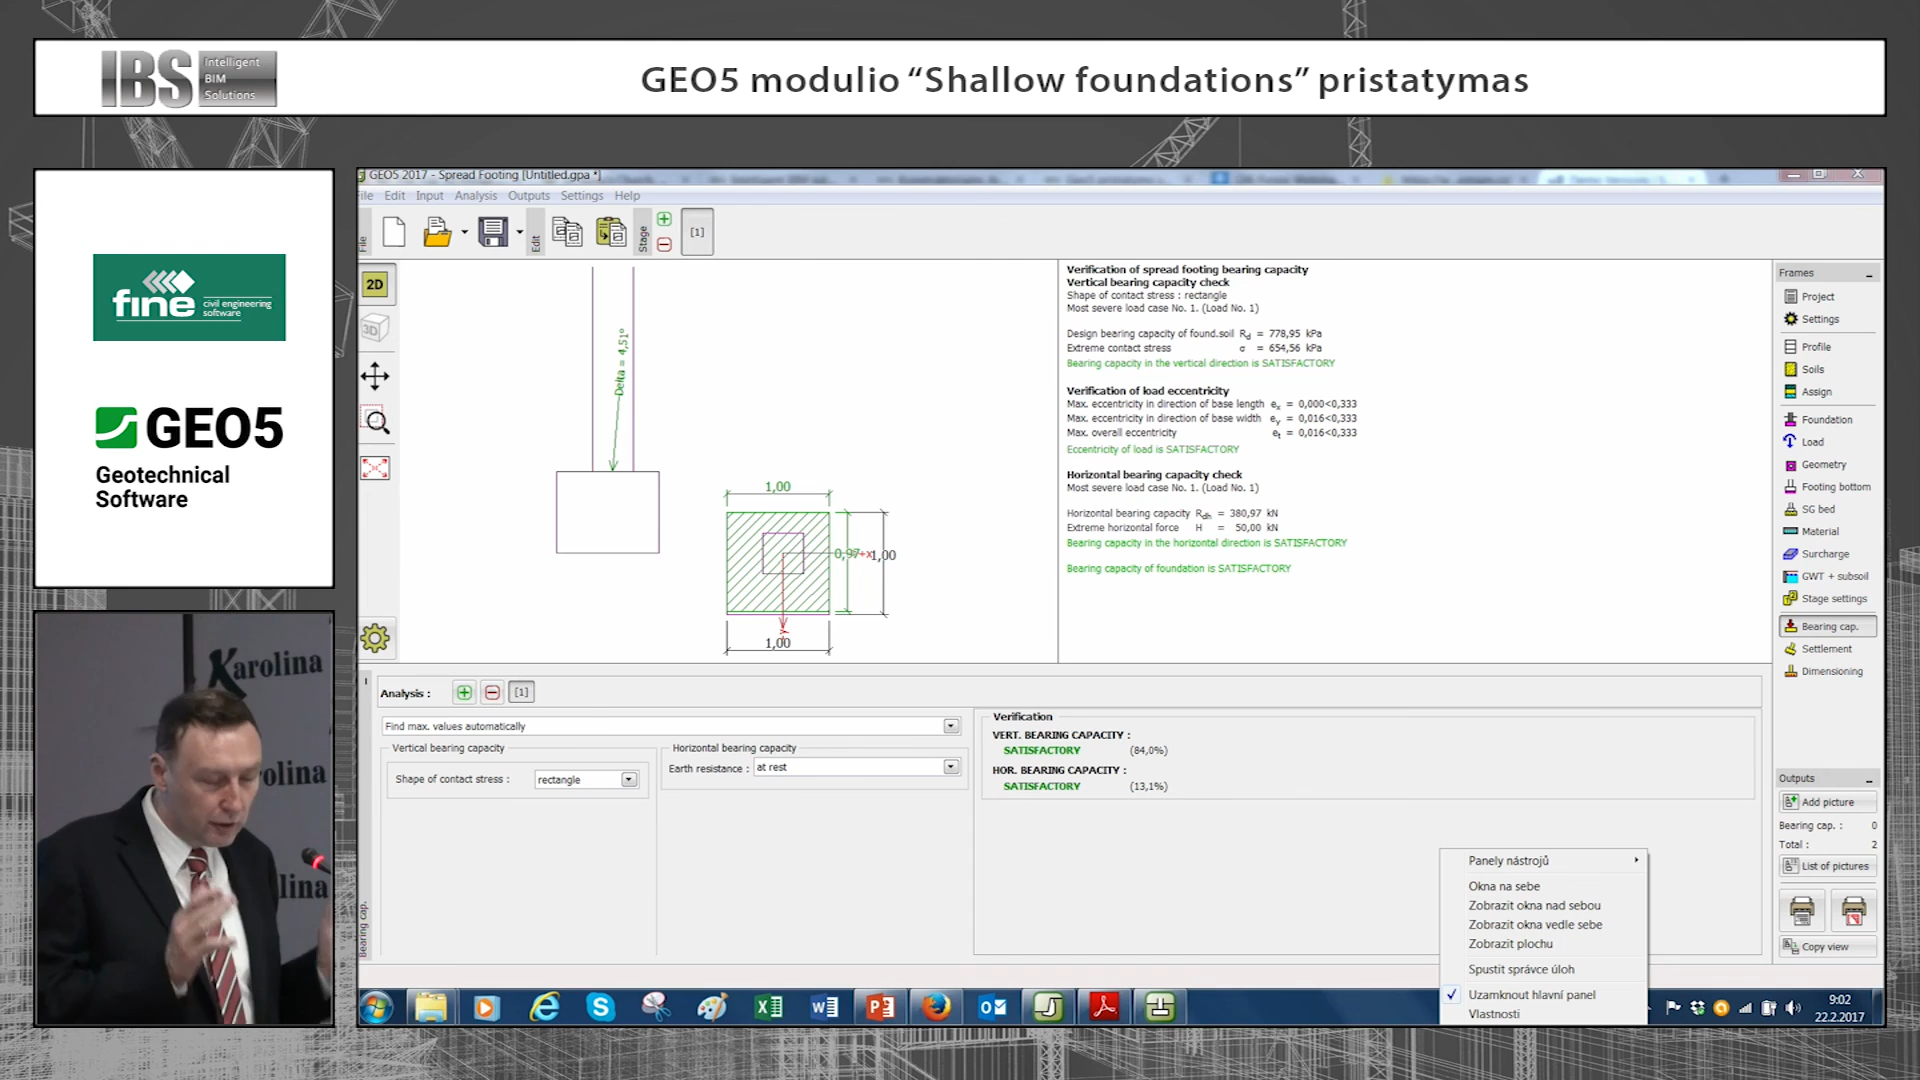 IBS
Intelligent
BIM
Solutions
GEO5 modulio “Shallow foundations” pristatymas
fine
civil engineering
software
GEO5
Geotechnical
Software
Karolina
rolina
lina
GEO5 2017 - Spread Footing [Untitled.gpa *]
File Edit Input Analysis Outputs Settings Help
File
Edit
Stage
[1]
2D
3D
Delta = 4,51°
1,00
0,97
+x
1,00
1,00
Verification of spread footing bearing capacity
Vertical bearing capacity check
Shape of contact stress : rectangle
Most severe load case No. 1. (Load No. 1)
Design bearing capacity of found.soil Rd = 778,95 kPa
Extreme contact stress σ = 654,56 kPa
Bearing capacity in the vertical direction is SATISFACTORY
Verification of load eccentricity
Max. eccentricity in direction of base length ex = 0,000<0,333
Max. eccentricity in direction of base width ey = 0,016<0,333
Max. overall eccentricity et = 0,016<0,333
Eccentricity of load is SATISFACTORY
Horizontal bearing capacity check
Most severe load case No. 1. (Load No. 1)
Horizontal bearing capacity Rdh = 380,97 kN
Extreme horizontal force H = 50,00 kN
Bearing capacity in the horizontal direction is SATISFACTORY
Bearing capacity of foundation is SATISFACTORY
Frames
Project
Settings
Profile
Soils
Assign
Foundation
Load
Geometry
Footing bottom
SG bed
Material
Surcharge
GWT + subsoil
Stage settings
Bearing cap.
Settlement
Dimensioning
Outputs
Add picture
Bearing cap. : 0
Total : 2
List of pictures
Copy view
Analysis : [1]
Find max. values automatically
Vertical bearing capacity
Shape of contact stress : rectangle
Horizontal bearing capacity
Earth resistance : at rest
Verification
VERT. BEARING CAPACITY :
SATISFACTORY (84,0%)
HOR. BEARING CAPACITY :
SATISFACTORY (13,1%)
Bearing cap.
Panely nástrojů
Okna na sebe
Zobrazit okna nad sebou
Zobrazit okna vedle sebe
Zobrazit plochu
Spustit správce úloh
Uzamknout hlavní panel
Vlastnosti
9:02
22.2.2017